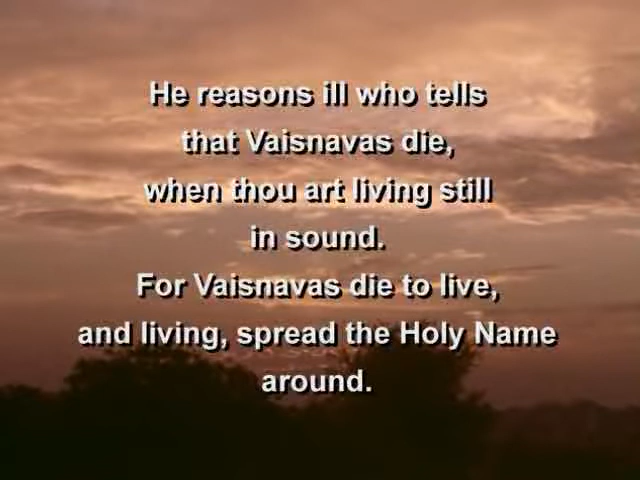 He reasons ill who tells
that Vaisnavas die,
when thou art living still
in sound.
For Vaisnavas die to live,
and living, spread the Holy Name
around.